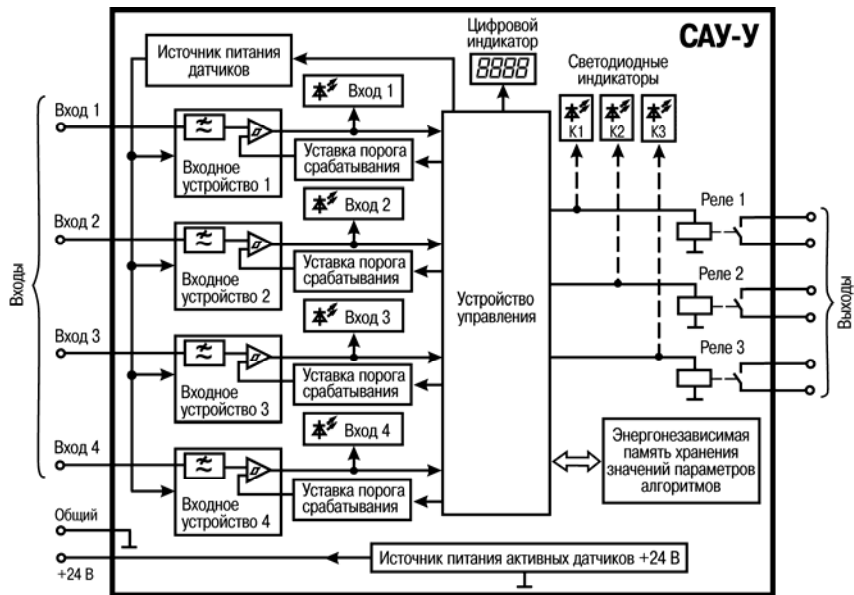 САУ-У
Цифровой
индикатор
8888
Источник питания
датчиков
Светодиодные
индикаторы
К1
К2
К3
Входы
Вход 1
Вход 1
Входное
устройство 1
Уставка порога
срабатывания
Вход 2
Вход 2
Входное
устройство 2
Уставка порога
срабатывания
Вход 3
Вход 3
Входное
устройство 3
Уставка порога
срабатывания
Вход 4
Вход 4
Входное
устройство 4
Уставка порога
срабатывания
Устройство
управления
Реле 1
Реле 2
Реле 3
Выходы
Энергонезависимая
память хранения
значений параметров
алгоритмов
Общий
+24 В
Источник питания активных датчиков +24 В